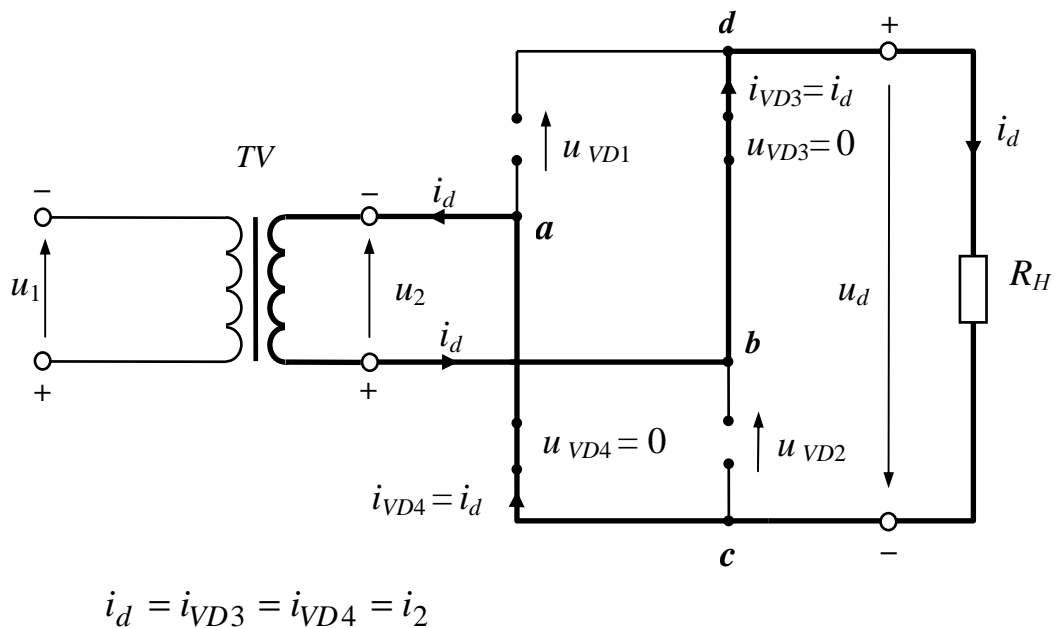 d
+
i_VD3 = i_d
u_VD1
u_VD3 = 0
i_d
TV
−
−
i_d
a
u_1
u_2
u_d
R_H
i_d
b
+
+
u_VD4 = 0
u_VD2
i_VD4 = i_d
c
−
i_d = i_VD3 = i_VD4 = i_2